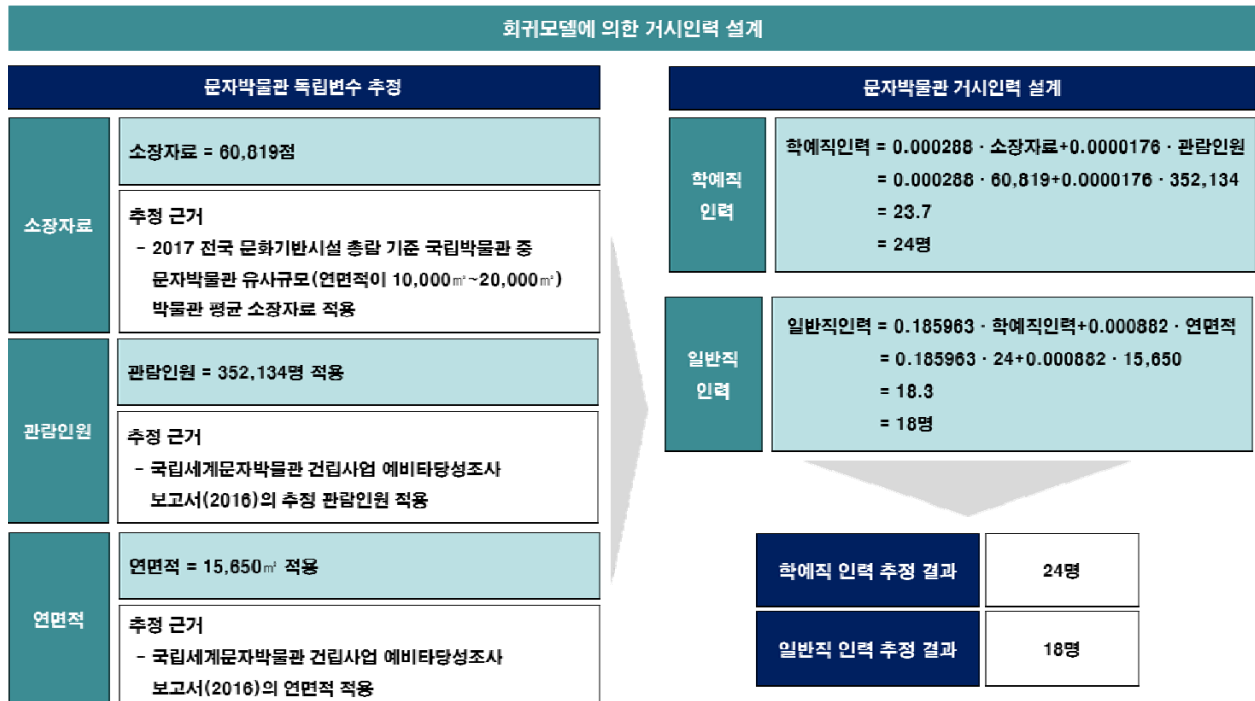 회귀모델에 의한 거시인력 설계
문자박물관 독립변수 추정
소장자료
소장자료 = 60,819점
추정 근거
- 2017 전국 문화기반시설 총람 기준 국립박물관 중
문자박물관 유사규모(연면적이 10,000㎡~20,000㎡)
박물관 평균 소장자료 적용
관람인원
관람인원 = 352,134명 적용
추정 근거
- 국립세계문자박물관 건립사업 예비타당성조사
보고서(2016)의 추정 관람인원 적용
연면적
연면적 = 15,650㎡ 적용
추정 근거
- 국립세계문자박물관 건립사업 예비타당성조사
보고서(2016)의 연면적 적용
문자박물관 거시인력 설계
학예직
인력
학예직인력 = 0.000288 · 소장자료+0.0000176 · 관람인원
= 0.000288 · 60,819+0.0000176 · 352,134
= 23.7
= 24명
일반직
인력
일반직인력 = 0.185963 · 학예직인력+0.000882 · 연면적
= 0.185963 · 24+0.000882 · 15,650
= 18.3
= 18명
학예직 인력 추정 결과
24명
일반직 인력 추정 결과
18명